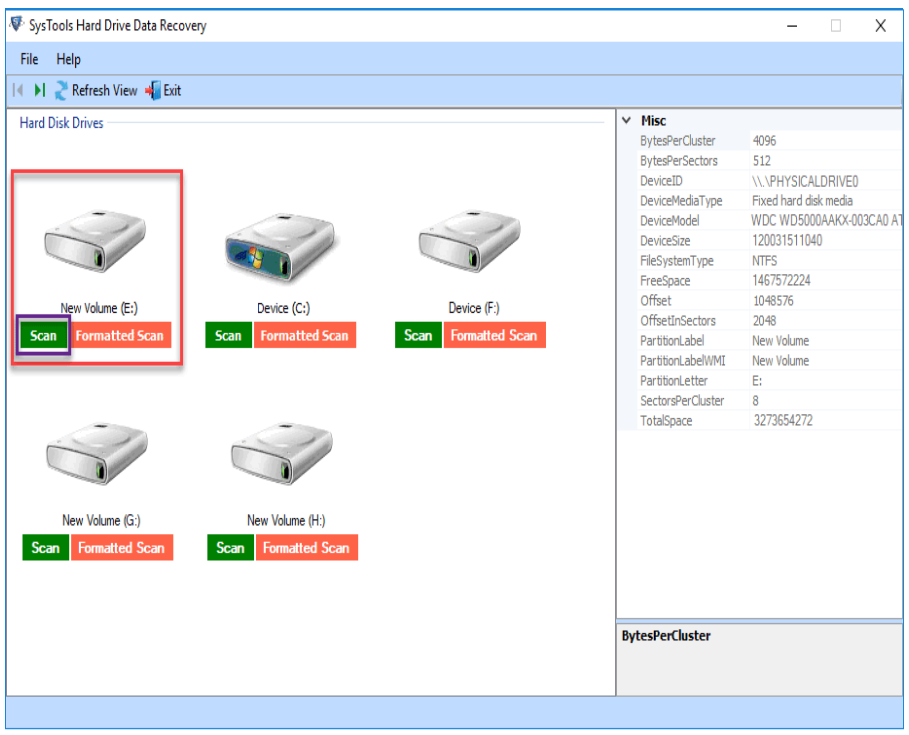 SysTools Hard Drive Data Recovery
File Help
Refresh View Exit
Hard Disk Drives
New Volume (E:) Device (C:) Device (F:)
Scan Formatted Scan Scan Formatted Scan Scan Formatted Scan
New Volume (G:) New Volume (H:)
Scan Formatted Scan Scan Formatted Scan
Misc
BytesPerCluster 4096
BytesPerSectors 512
DeviceID \\.\PHYSICALDRIVE0
DeviceMediaType Fixed hard disk media
DeviceModel WDC WD5000AAKX-003CA0 AT
DeviceSize 120031511040
FileSystemType NTFS
FreeSpace 1467572224
Offset 1048576
OffsetInSectors 2048
PartitionLabel New Volume
PartitionLabelWMI New Volume
PartitionLetter E:
SectorsPerCluster 8
TotalSpace 3273654272
BytesPerCluster